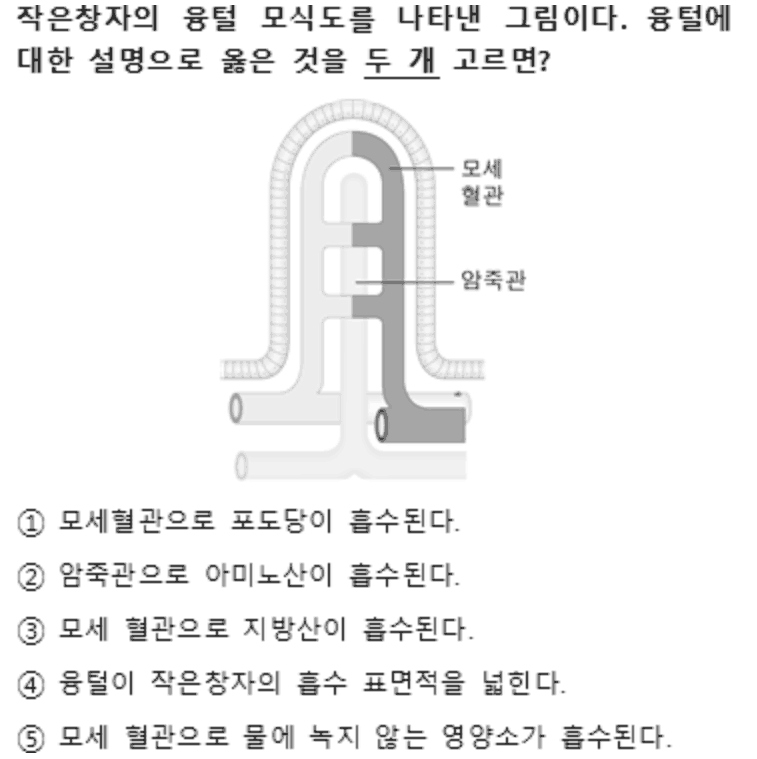 작은창자의 융털 모식도를 나타낸 그림이다. 융털에
대한 설명으로 옳은 것을 두 개 고르면?
모세
혈관
암죽관
① 모세혈관으로 포도당이 흡수된다.
② 암죽관으로 아미노산이 흡수된다.
③ 모세 혈관으로 지방산이 흡수된다.
④ 융털이 작은창자의 흡수 표면적을 넓힌다.
⑤ 모세 혈관으로 물에 녹지 않는 영양소가 흡수된다.